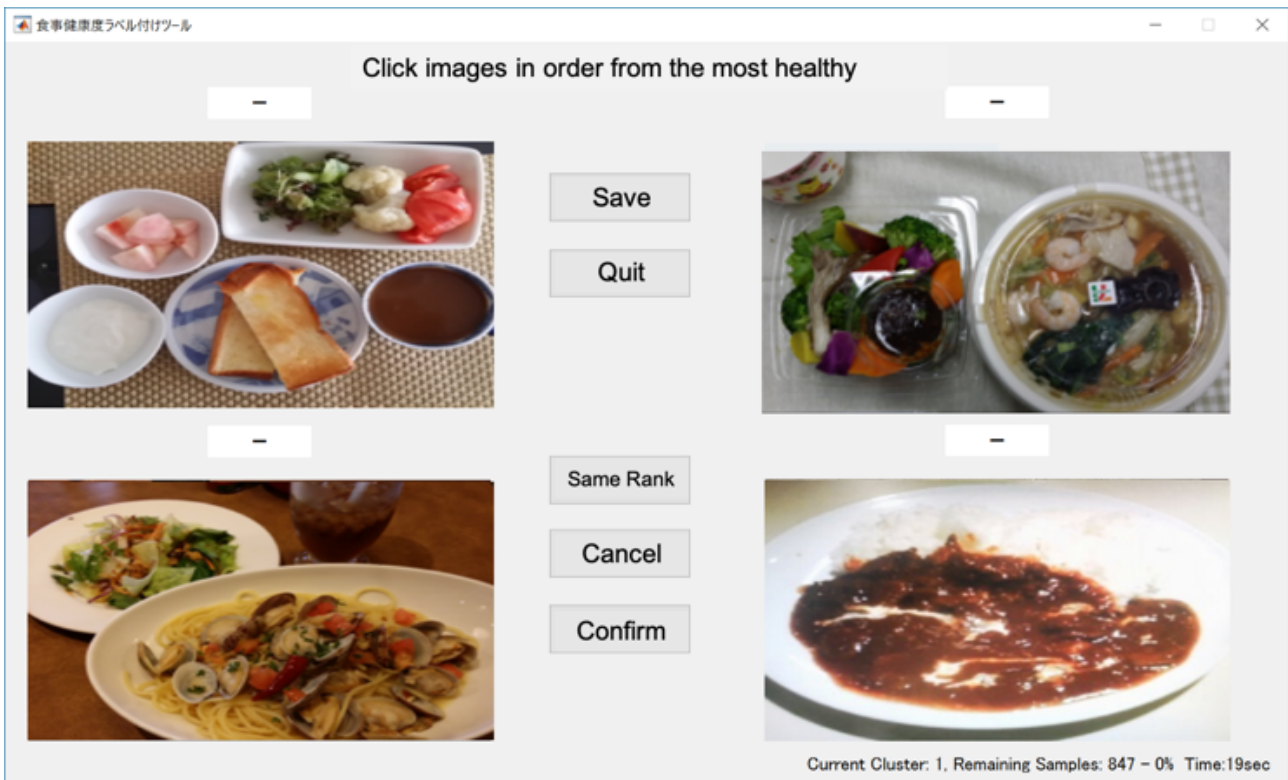 食事健康度ラベル付けツール
Click images in order from the most healthy
–
–
Save
Quit
–
–
Same Rank
Cancel
Confirm
Current Cluster: 1, Remaining Samples: 847 - 0% Time:19sec